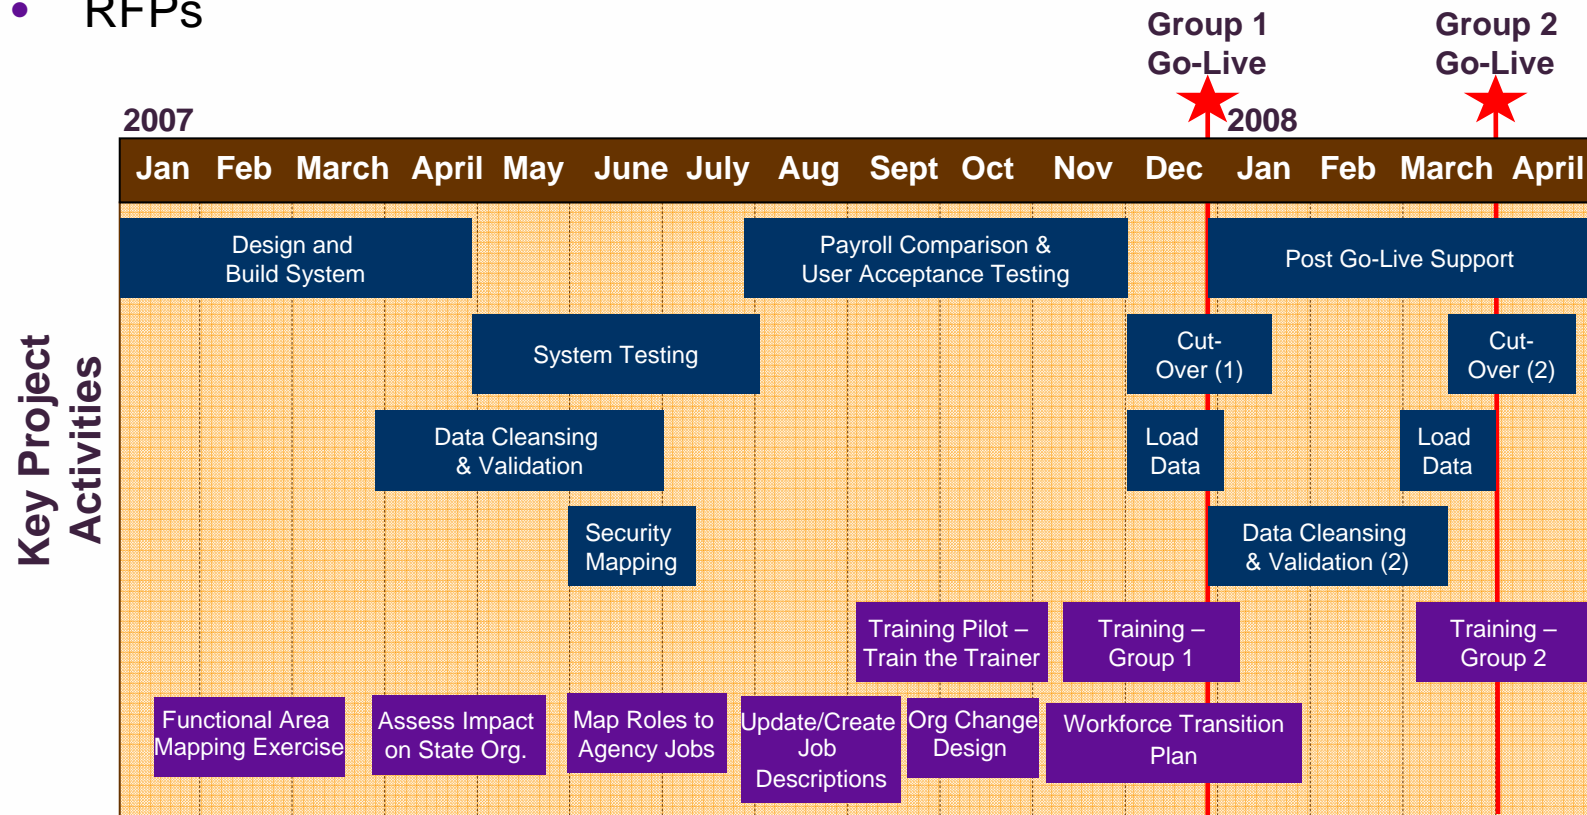 • RFPs
Group 1
Go-Live
Group 2
Go-Live
2007
2008
Jan Feb March April May June July Aug Sept Oct Nov Dec Jan Feb March April
Key Project
Activities
Design and
Build System
Payroll Comparison &
User Acceptance Testing
Post Go-Live Support
System Testing
Cut-
Over (1)
Cut-
Over (2)
Data Cleansing
& Validation
Load
Data
Load
Data
Security
Mapping
Data Cleansing
& Validation (2)
Training Pilot –
Train the Trainer
Training –
Group 1
Training –
Group 2
Functional Area
Mapping Exercise
Assess Impact
on State Org.
Map Roles to
Agency Jobs
Update/Create
Job
Descriptions
Org Change
Design
Workforce Transition
Plan